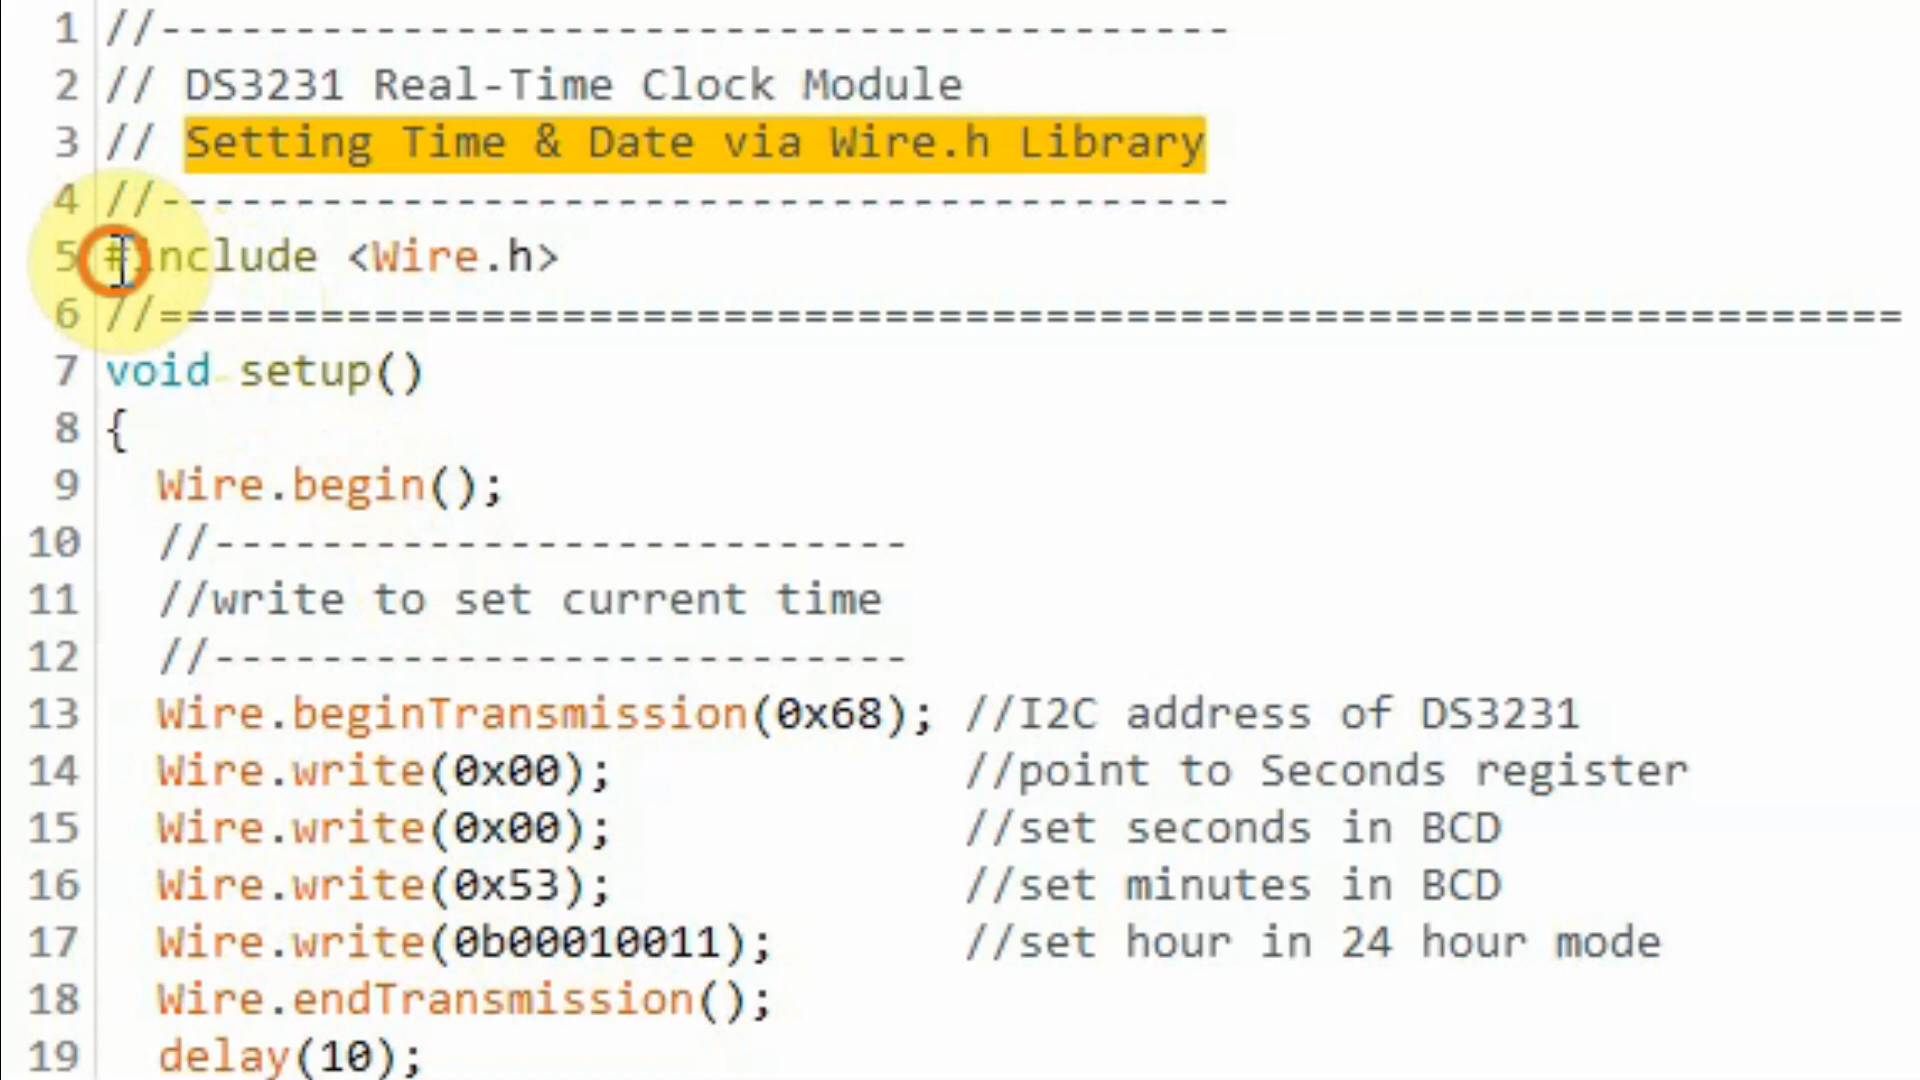 1 //----------------------------------------
2 // DS3231 Real-Time Clock Module
3 // Setting Time & Date via Wire.h Library
4 //----------------------------------------
5 #include <Wire.h>
6 //=================================================================
7 void setup()
8 {
9 Wire.begin();
10 //--------------------------
11 //write to set current time
12 //--------------------------
13 Wire.beginTransmission(0x68); //I2C address of DS3231
14 Wire.write(0x00); //point to Seconds register
15 Wire.write(0x00); //set seconds in BCD
16 Wire.write(0x53); //set minutes in BCD
17 Wire.write(0b00010011); //set hour in 24 hour mode
18 Wire.endTransmission();
19 delay(10);